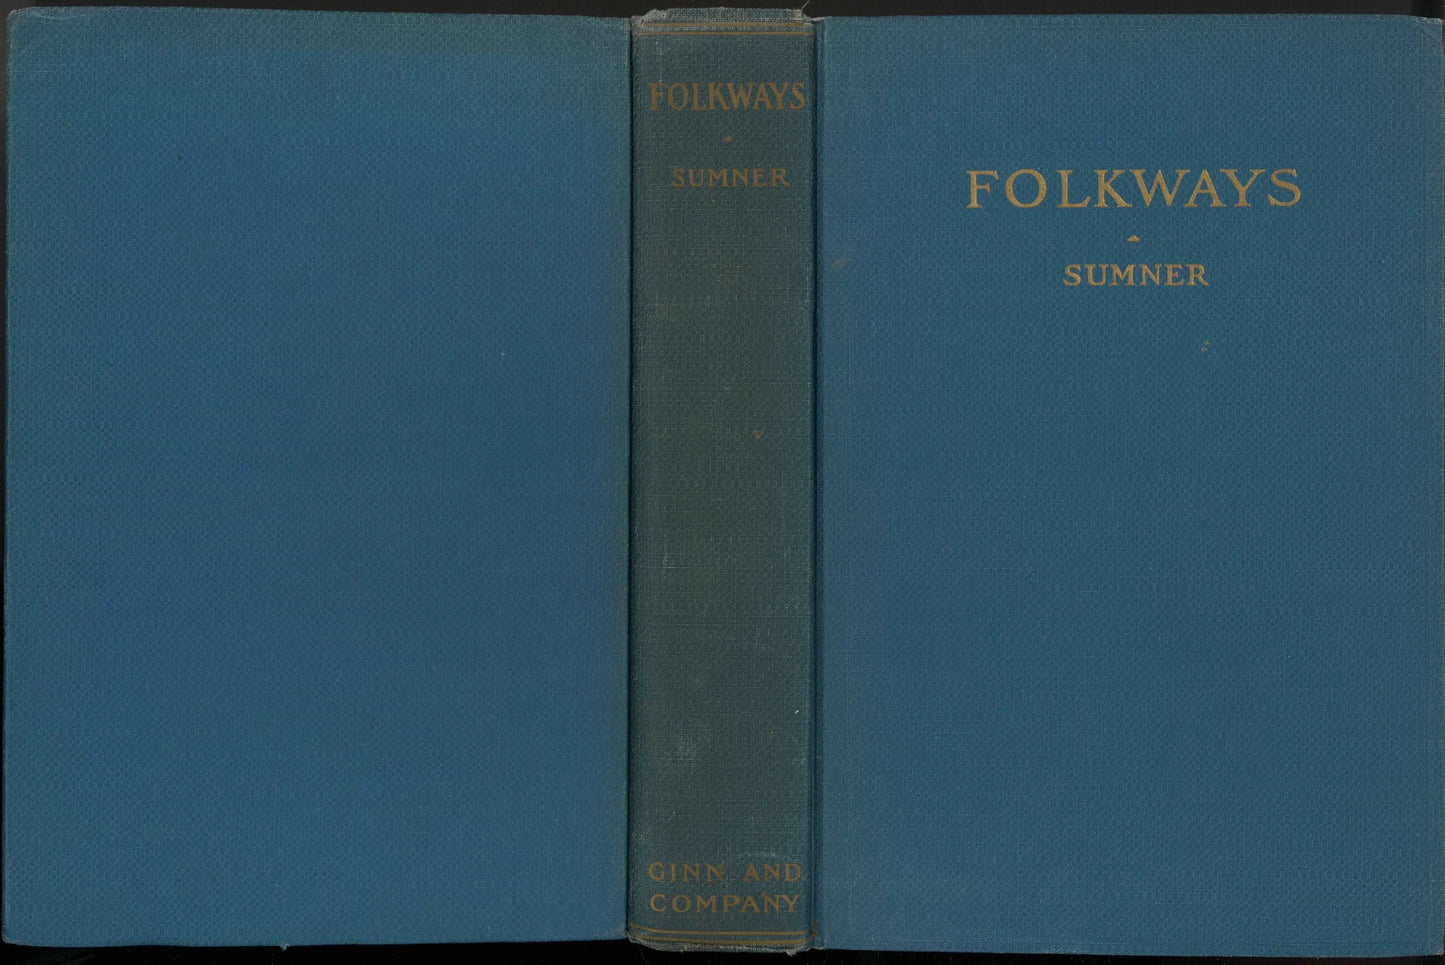 FOLKWAYS
SUMNER
GINN AND
COMPANY
FOLKWAYS
SUMNER